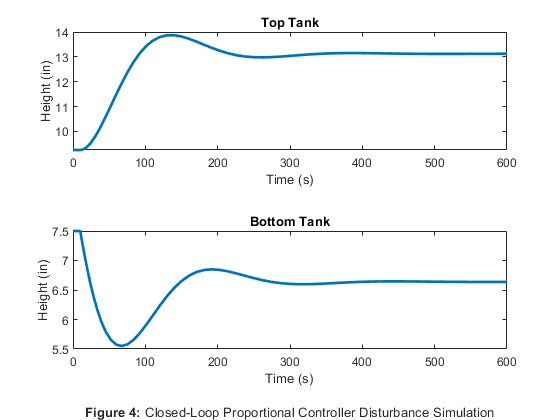 Top Tank
14
13
12
11
10
Height (in)
0 100 200 300 400 500 600
Time (s)
Bottom Tank
7.5
7
6.5
6
5.5
Height (in)
0 100 200 300 400 500 600
Time (s)
Figure 4: Closed-Loop Proportional Controller Disturbance Simulation